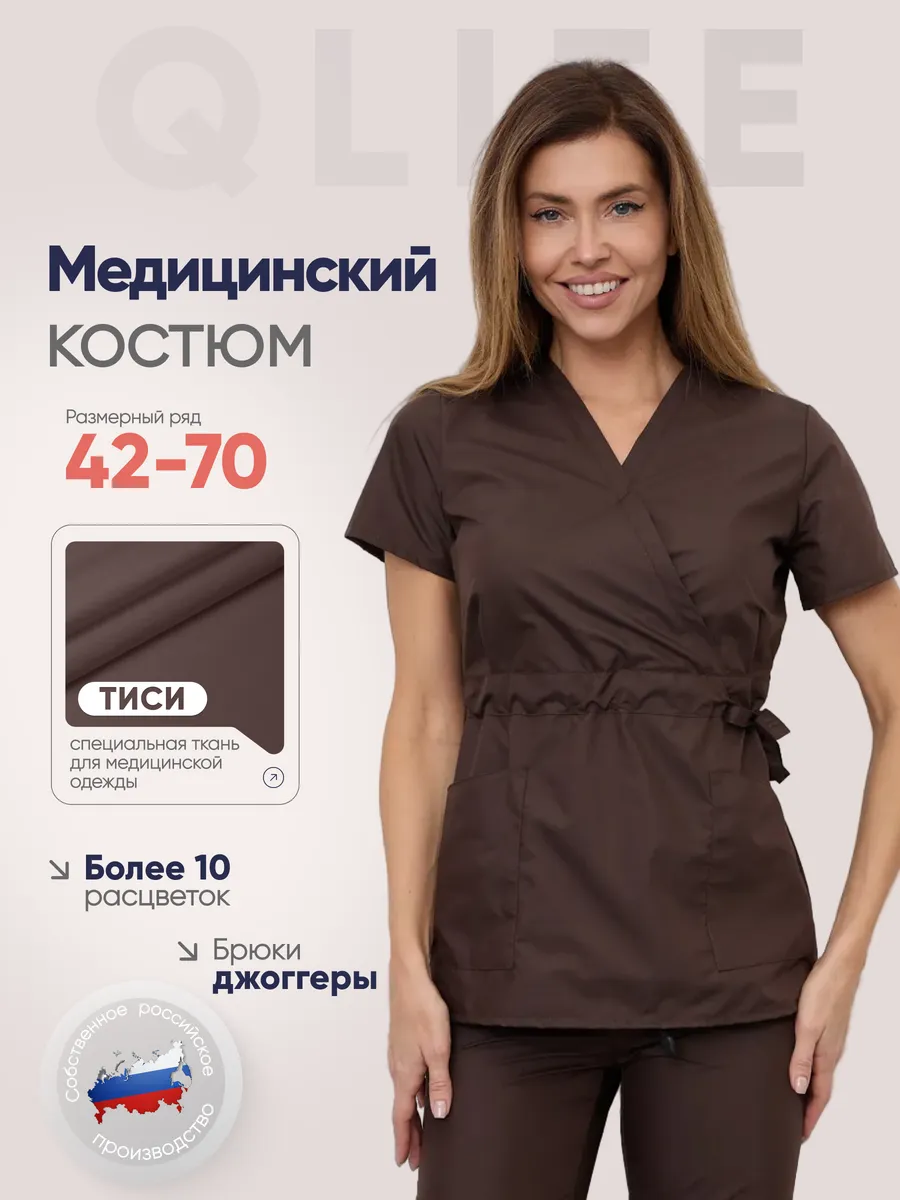 QLIFE
Медицинский
костюм
Размерный ряд
42-70
ТИСИ
специальная ткань
для медицинской
одежды
Более 10
расцветок
Брюки
джоггеры
Собственное российское
производство